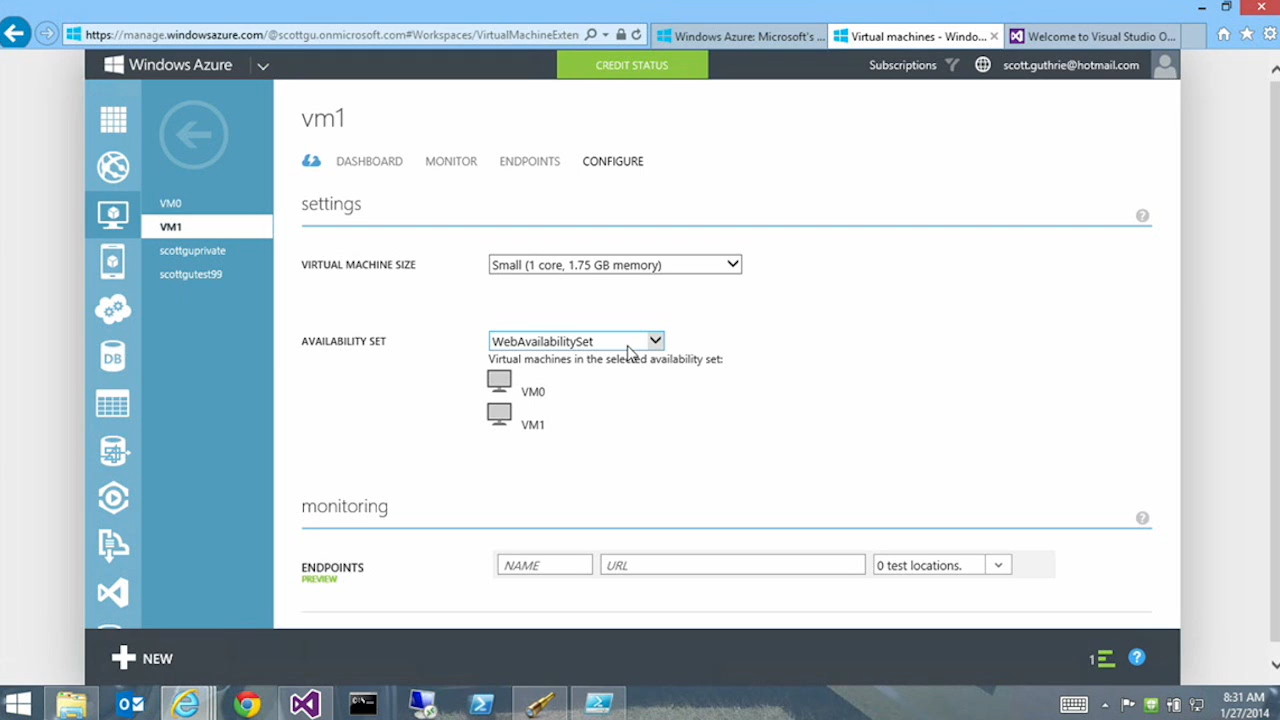 https://manage.windowsazure.com/@scottgu.onmicrosoft.com#Workspaces/VirtualMachineExten
Windows Azure: Microsoft's ...
Virtual machines - Windo...
Welcome to Visual Studio O...
Windows Azure
CREDIT STATUS
Subscriptions
scott.guthrie@hotmail.com
VM0
VM1
scottguprivate
scottgutest99
vm1
DASHBOARD MONITOR ENDPOINTS CONFIGURE
settings
?
VIRTUAL MACHINE SIZE
Small (1 core, 1.75 GB memory)
AVAILABILITY SET
WebAvailabilitySet
Virtual machines in the selected availability set:
VM0
VM1
monitoring
?
ENDPOINTS
PREVIEW
NAME
URL
0 test locations.
DB
NEW
1
?
8:31 AM
1/27/2014